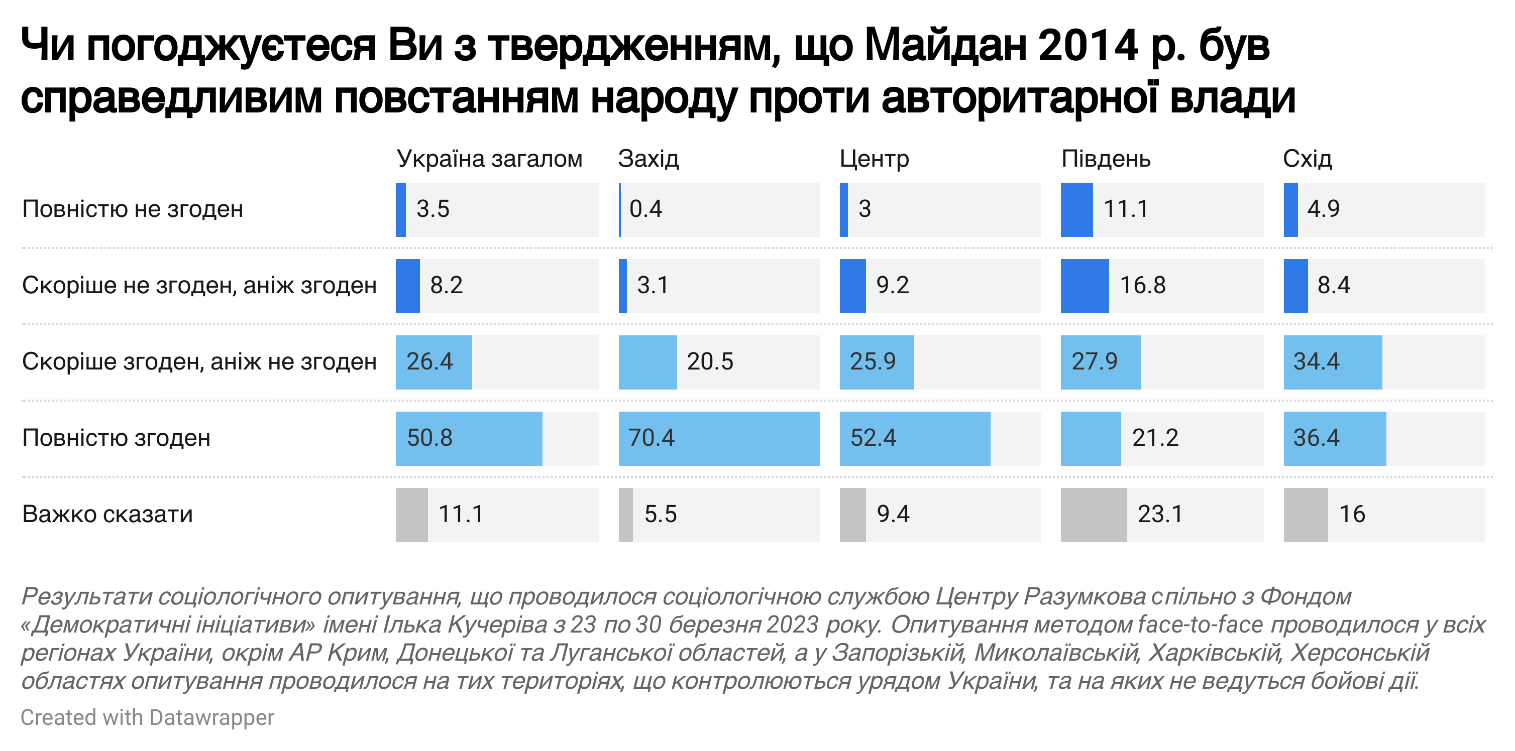 Чи погоджуєтеся Ви з твердженням, що Майдан 2014 р. був
справедливим повстанням народу проти авторитарної влади
Україна загалом Захід Центр Південь Схід
Повністю не згоден 3.5 0.4 3 11.1 4.9
Скоріше не згоден, аніж згоден 8.2 3.1 9.2 16.8 8.4
Скоріше згоден, аніж не згоден 26.4 20.5 25.9 27.9 34.4
Повністю згоден 50.8 70.4 52.4 21.2 36.4
Важко сказати 11.1 5.5 9.4 23.1 16
Результати соціологічного опитування, що проводилося соціологічною службою Центру Разумкова спільно з Фондом
«Демократичні ініціативи» імені Ілька Кучеріва з 23 по 30 березня 2023 року. Опитування методом face-to-face проводилося у всіх
регіонах України, окрім АР Крим, Донецької та Луганської областей, а у Запорізькій, Миколаївській, Харківській, Херсонській
областях опитування проводилося на тих територіях, що контролюються урядом України, та на яких не ведуться бойові дії.
Created with Datawrapper